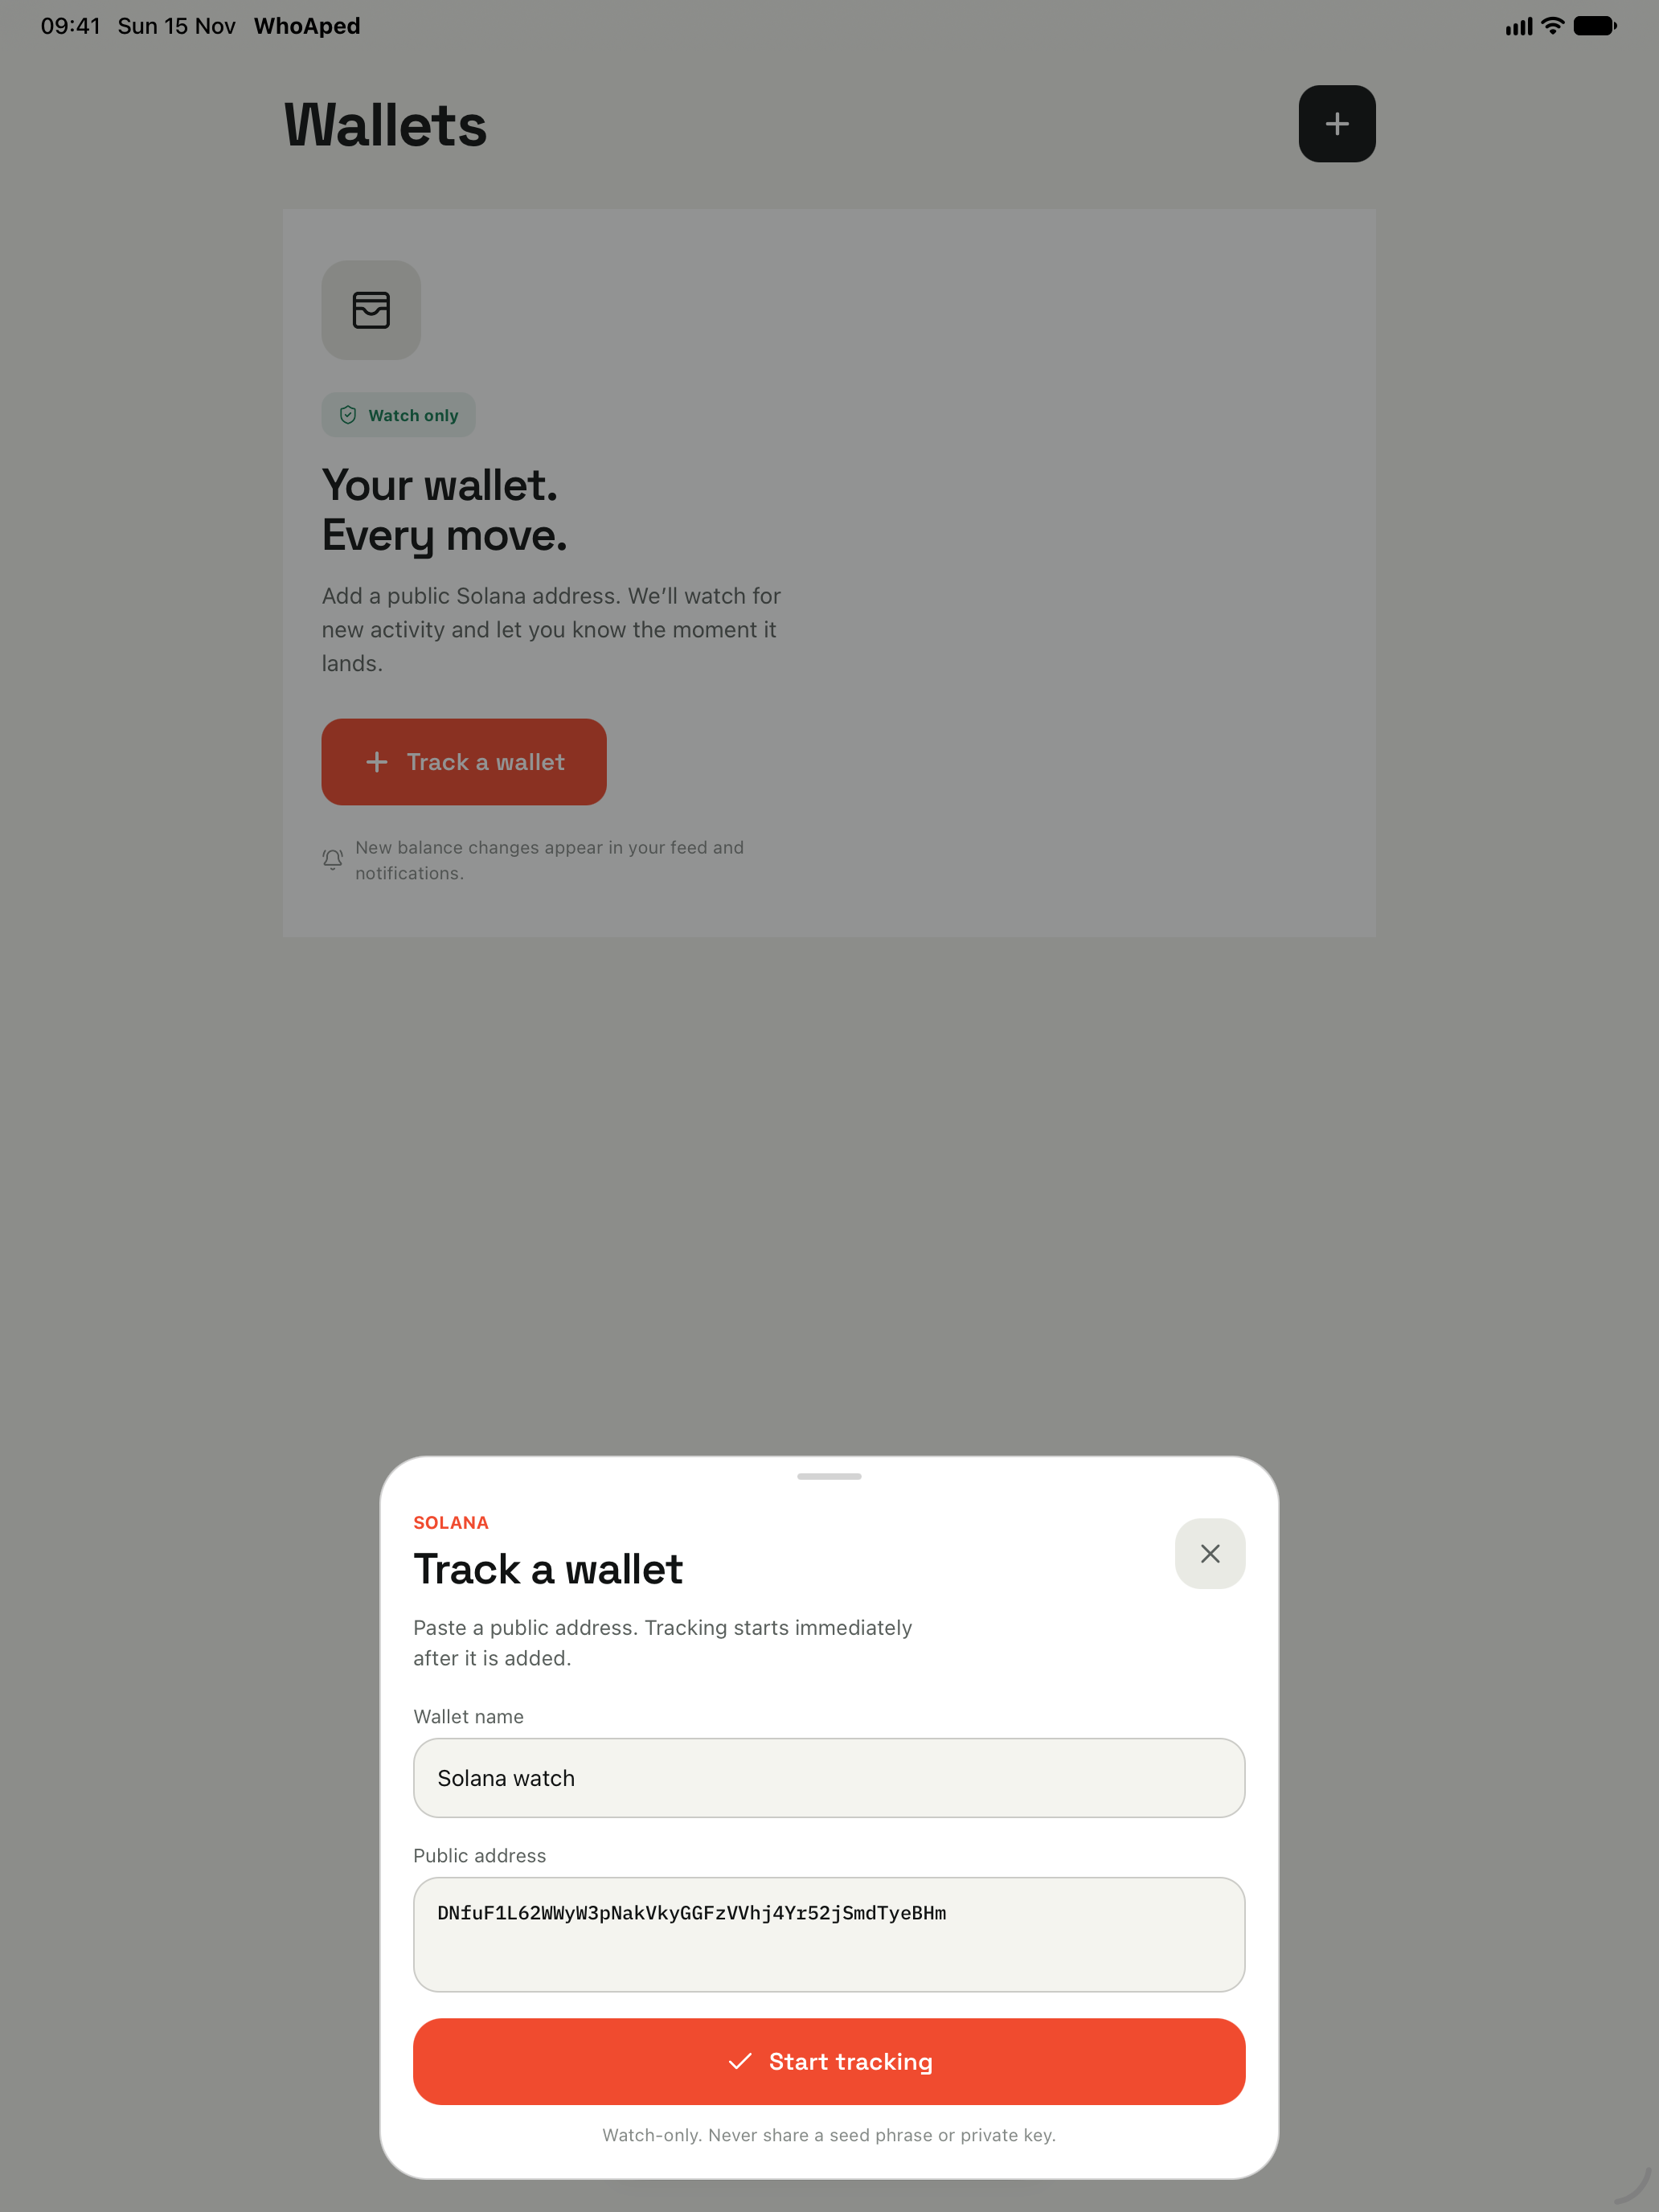 09:41 Sun 15 Nov WhoAped
Wallets
Watch only
Your wallet.
Every move.
Add a public Solana address. We’ll watch for
new activity and let you know the moment it
lands.
Track a wallet
New balance changes appear in your feed and
notifications.
SOLANA
Track a wallet
Paste a public address. Tracking starts immediately
after it is added.
Wallet name
Solana watch
Public address
DNfuF1L62WWyW3pNakVkyGGFzVVhj4Yr52jSmdTyeBHm
Start tracking
Watch-only. Never share a seed phrase or private key.